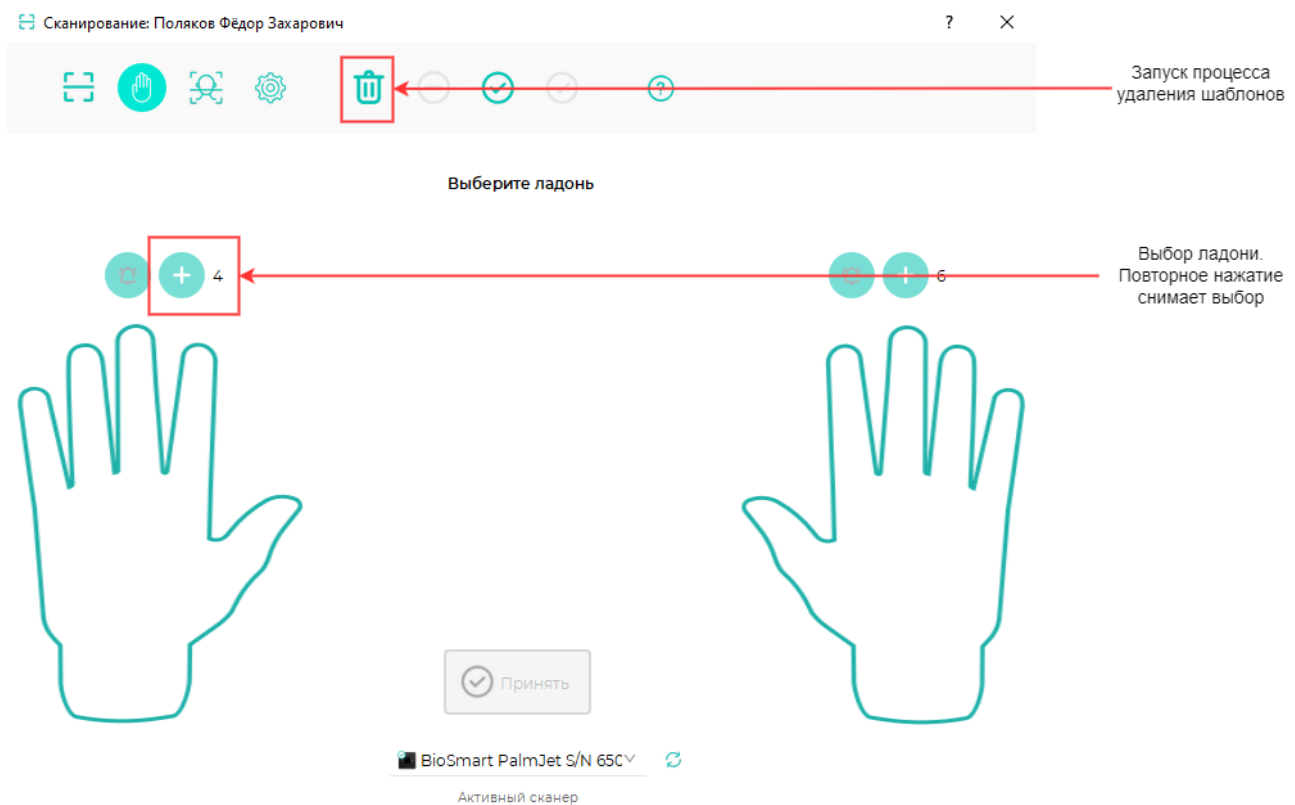 Сканирование: Поляков Фёдор Захарович
?
?
Запуск процесса
удаления шаблонов
Выберите ладонь
4
6
Выбор ладони.
Повторное нажатие
снимает выбор
Принять
BioSmart PalmJet S/N 650
Активный сканер